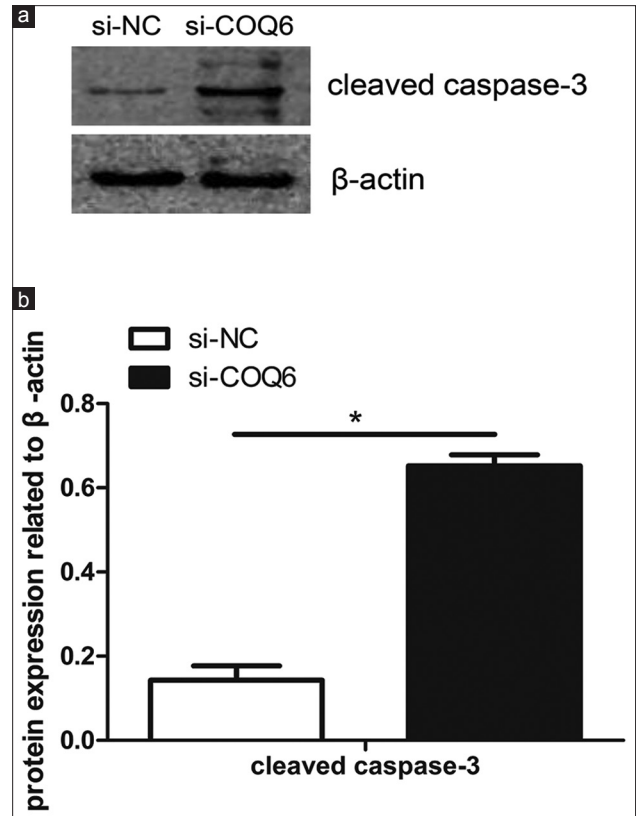 a
si-NC si-COQ6
cleaved caspase-3
β-actin
b
si-NC
si-COQ6
protein expression related to β -actin
0.8
0.6
0.4
0.2
0.0
*
cleaved caspase-3